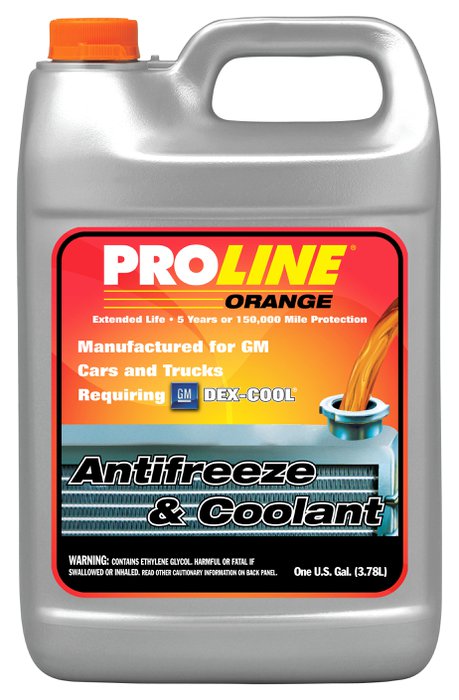 PROLINE®
ORANGE
Extended Life • 5 Years or 150,000 Mile Protection
Manufactured for GM
Cars and Trucks
Requiring GM DEX-COOL®
Antifreeze
& Coolant
WARNING: CONTAINS ETHYLENE GLYCOL. HARMFUL OR FATAL IF
SWALLOWED OR INHALED. READ OTHER CAUTIONARY INFORMATION ON BACK PANEL.
One U.S. Gal. (3.78L)